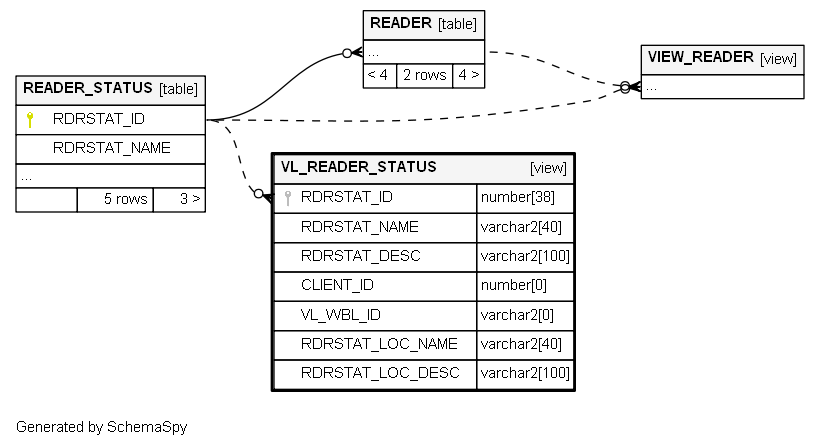 READER [table]
...
< 4 2 rows 4 >
VIEW_READER [view]
...
READER_STATUS [table]
RDRSTAT_ID
RDRSTAT_NAME
...
5 rows 3 >
VL_READER_STATUS [view]
RDRSTAT_ID number[38]
RDRSTAT_NAME varchar2[40]
RDRSTAT_DESC varchar2[100]
CLIENT_ID number[0]
VL_WBL_ID varchar2[0]
RDRSTAT_LOC_NAME varchar2[40]
RDRSTAT_LOC_DESC varchar2[100]
Generated by SchemaSpy